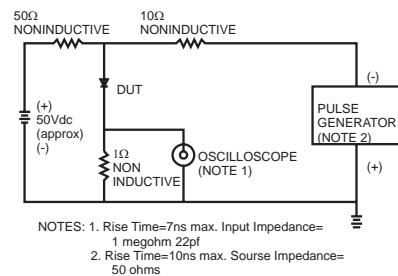 50Ω
NONINDUCTIVE
10Ω
NONINDUCTIVE
(+)
50Vdc
(approx)
(-)
DUT
1Ω
NON
INDUCTIVE
OSCILLOSCOPE
(NOTE 1)
(-)
PULSE
GENERATOR
(NOTE 2)
(+)
NOTES: 1. Rise Time=7ns max. Input Impedance=
1 megohm 22pf
2. Rise Time=10ns max. Sourse Impedance=
50 ohms